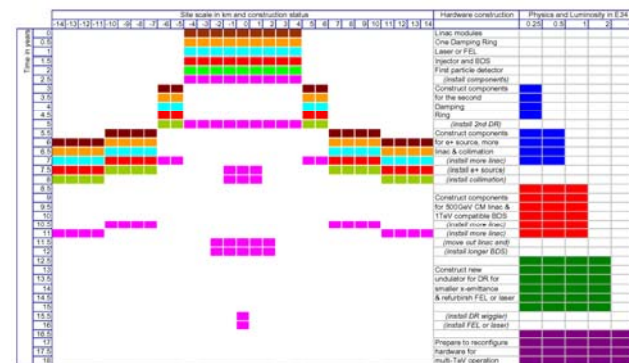 Site scale in km and construction status
Hardware construction
Physics and Luminosity in E34
-14 -13 -12 -11 -10 -9 -8 -7 -6 -5 -4 -3 -2 -1 0 1 2 3 4 5 6 7 8 9 10 11 12 13 14
0.25 0.5 1 2
Time in years
0 Linac modules
0.5 One Damping Ring
1 Laser or FEL
1.5 Injector and BDS
2 First particle detector
2.5 (install components)
3 Construct components
3.5 for the second
4 Damping
4.5 Ring
5 (install 2nd DR)
5.5 Construct components
6 for e+ source, more
6.5 linac & collimation
7 (install more linac)
7.5 (install e+ source)
8 (install collimation)
8.5
9 Construct components
9.5 for 500GeV CM linac &
10 1TeV compatible BDS
10.5 (install more linac)
11 (install more linac)
11.5 (move out linac and)
12 (install longer BDS)
12.5
13 Construct new
13.5 undulator for DR for
14 smaller x-emittance
14.5 & refurbish FEL or laser
15
15.5 (install DR wiggler)
16 (install FEL or laser)
16.5
17 Prepare to reconfigure
17.5 hardware for
18 multi-TeV operation